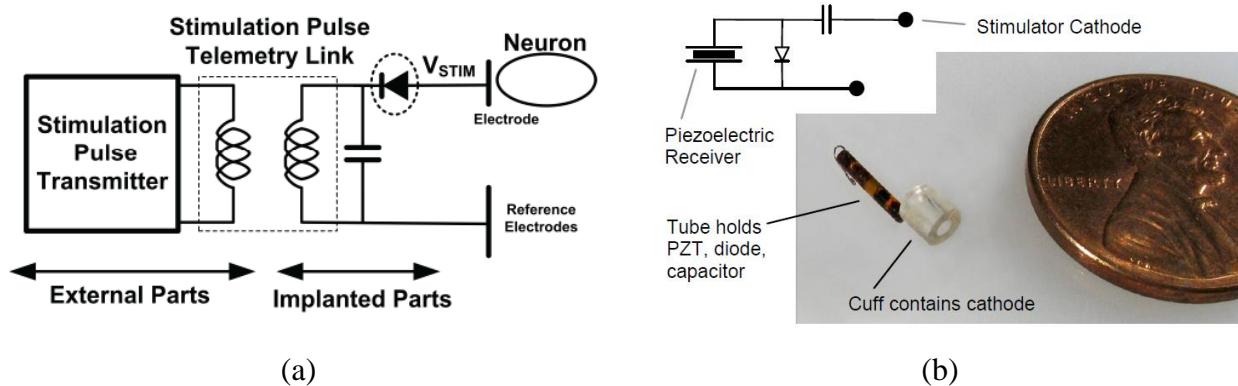 Stimulation Pulse
Telemetry Link
Stimulation
Pulse
Transmitter
V_STIM
Neuron
Electrode
Reference
Electrodes
External Parts
Implanted Parts
(a)
Stimulator Cathode
Piezoelectric
Receiver
Tube holds
PZT, diode,
capacitor
Cuff contains cathode
LIBERTY
(b)